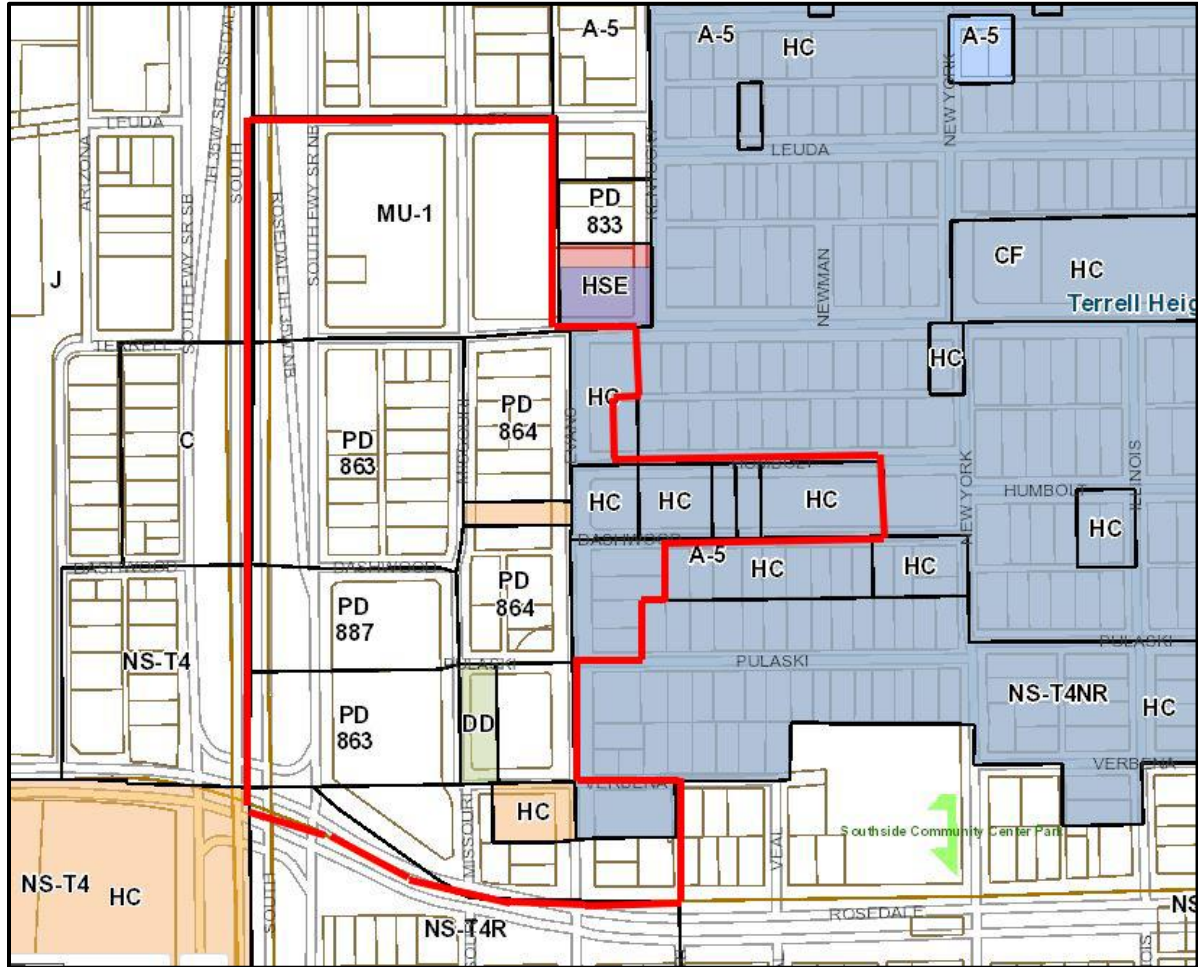 A-5
A-5
HC
A-5
LEUDA
ARIZONA
IH 35W SB ROSEDALE
SOUTH
KENTUCKY
NEW YORK
LEUDA
MU-1
SOUTH FWY SR NB
ROSEDALE IH 35W NB
PD
833
HSE
NEWMAN
CF
HC
Terrell Heig
J
SOUTH FWY SR SB
TERRELL
HC
HC
C
PD
863
MISSOURI
PD
864
EVANS
HUMBOLT
HC
HC
HC
NEW YORK
HUMBOLT
ILLINOIS
HC
DASHWOOD
DASHWOOD
DASHWOOD
A-5
HC
HC
PD
864
PD
887
NS-T4
PULASKI
PULASKI
PULASKI
PD
863
DD
NS-T4NR
HC
VERBENA
VERBENA
HC
MISSOURI
VEAL
Southside Community Center Park
NS-T4
HC
SOUTH
NS-T4R
ROSEDALE
NS